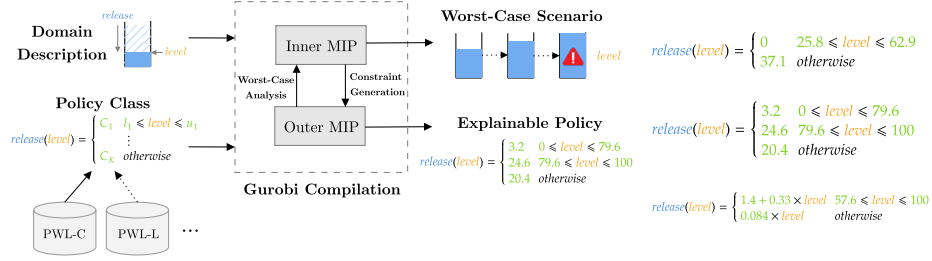 Domain
Description
release
level
Policy Class
release(level) = { C₁ l₁ ⩽ level ⩽ u₁
⋮
C_K otherwise
PWL-C
PWL-L
...
Inner MIP
Worst-Case
Analysis
Constraint
Generation
Outer MIP
Gurobi Compilation
Worst-Case Scenario
level
Explainable Policy
release(level) = { 3.2 0 ⩽ level ⩽ 79.6
24.6 79.6 ⩽ level ⩽ 100
20.4 otherwise
release(level) = { 0 25.8 ⩽ level ⩽ 62.9
37.1 otherwise
release(level) = { 3.2 0 ⩽ level ⩽ 79.6
24.6 79.6 ⩽ level ⩽ 100
20.4 otherwise
release(level) = { 1.4 + 0.33 × level 57.6 ⩽ level ⩽ 100
0.084 × level otherwise